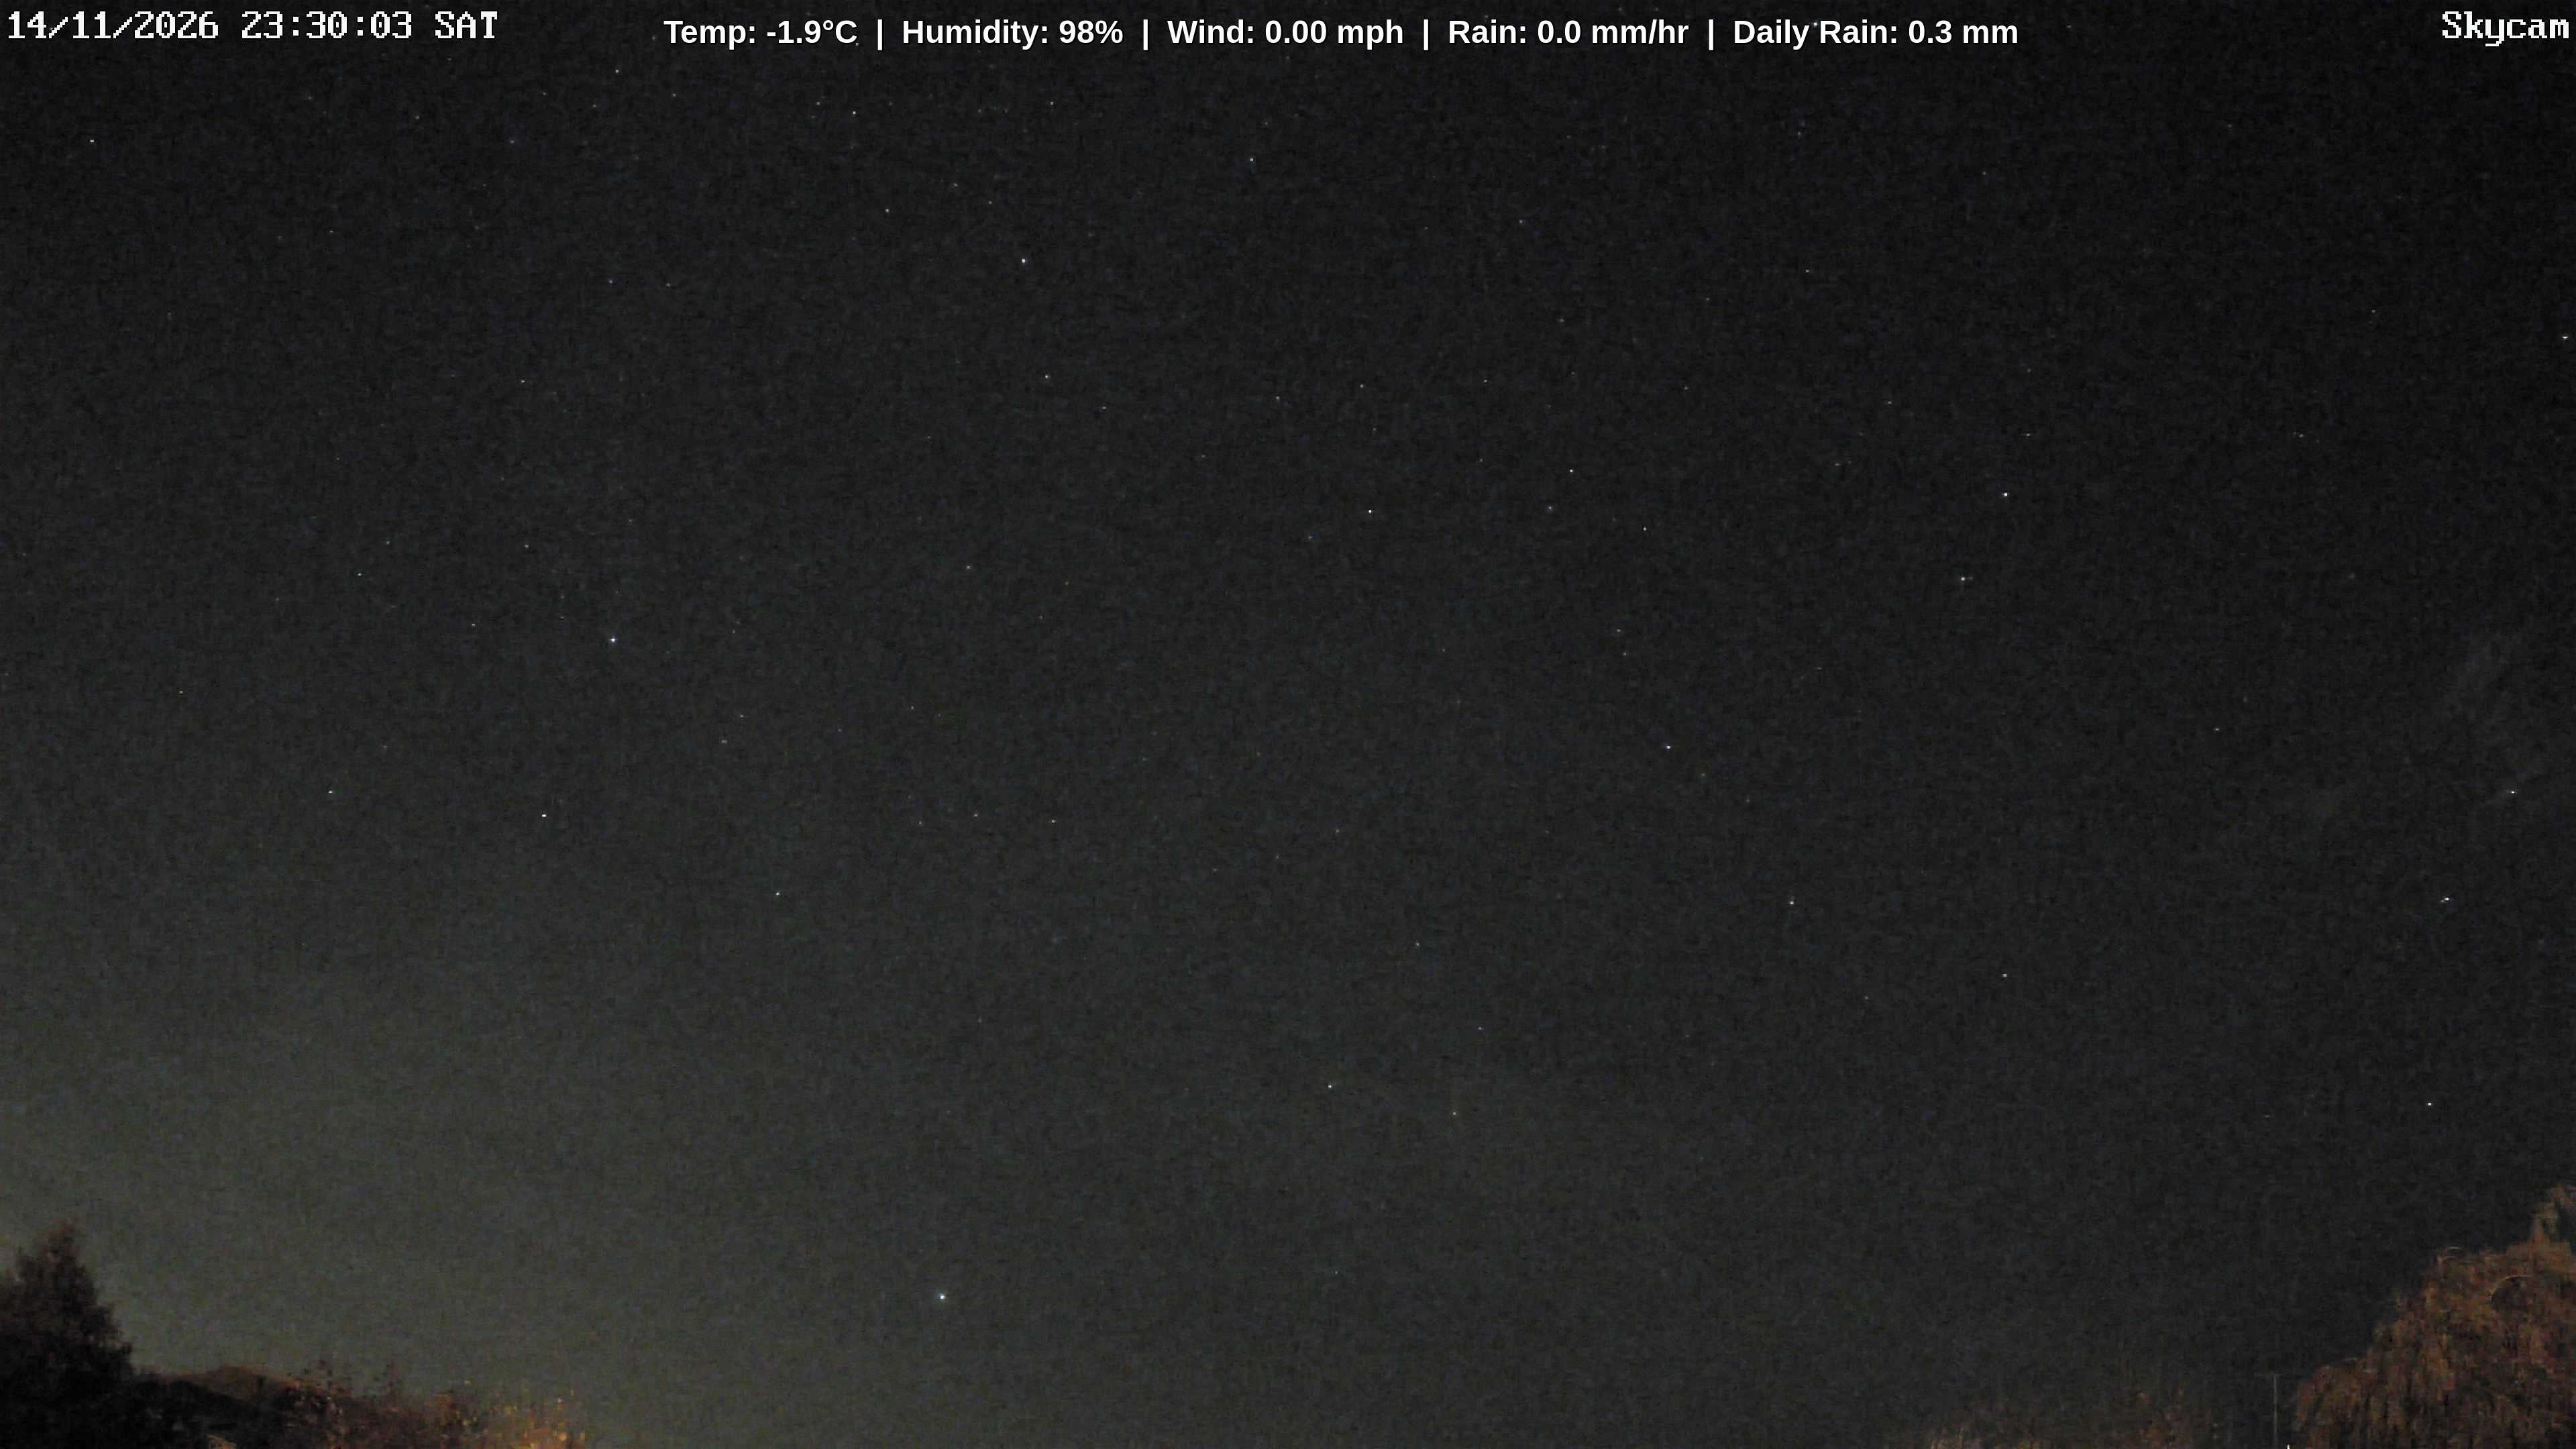 14/11/2026 23:30:03 SAT
Temp: -1.9°C | Humidity: 98% | Wind: 0.00 mph | Rain: 0.0 mm/hr | Daily Rain: 0.3 mm
Skycam